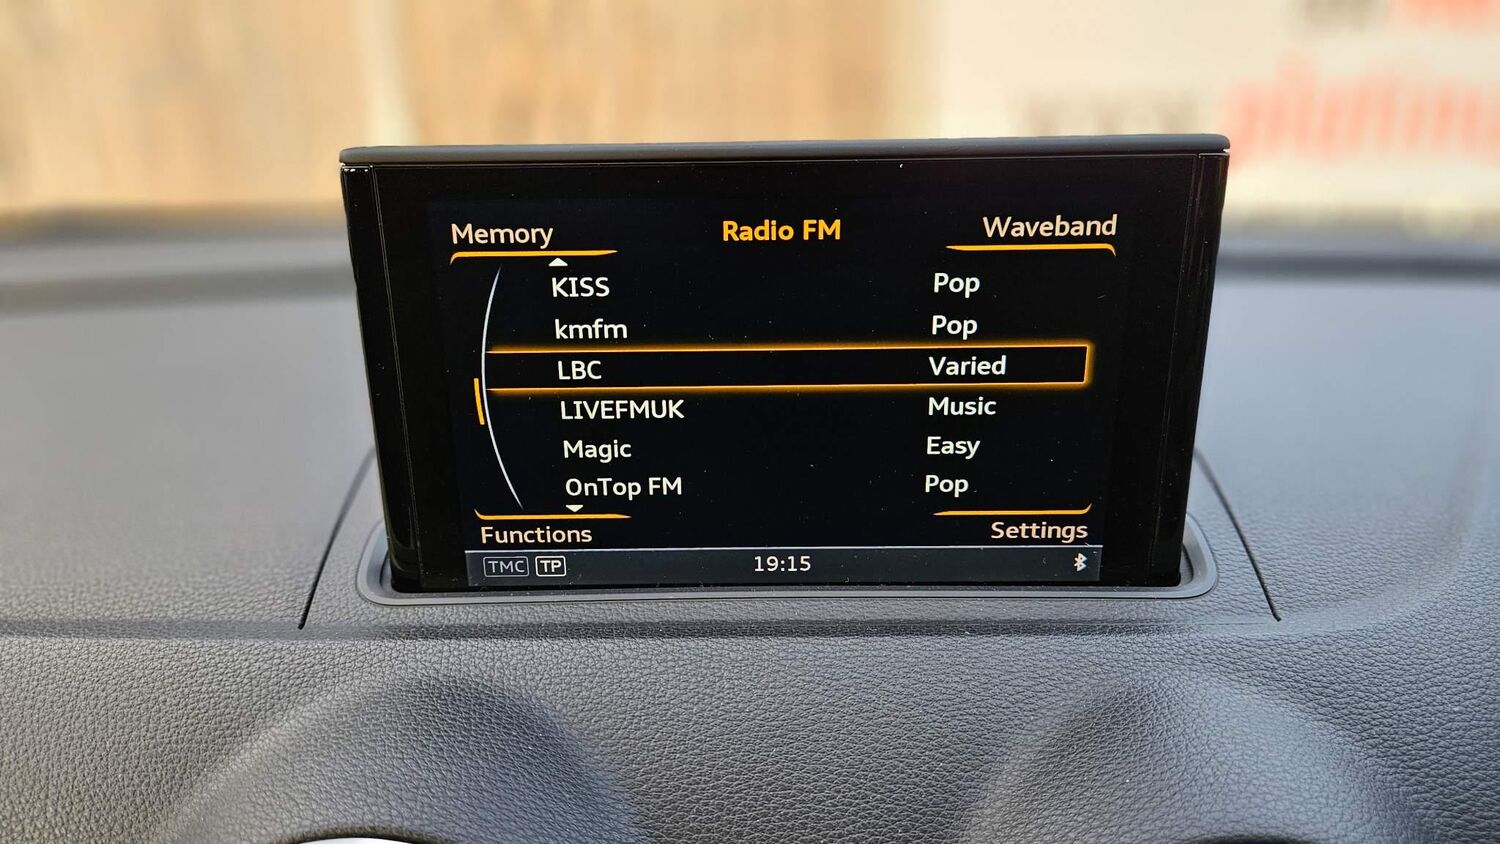 Memory Radio FM Waveband
KISS Pop
kmfm Pop
LBC Varied
LIVEFMUK Music
Magic Easy
OnTop FM Pop
Functions Settings
TMC TP 19:15